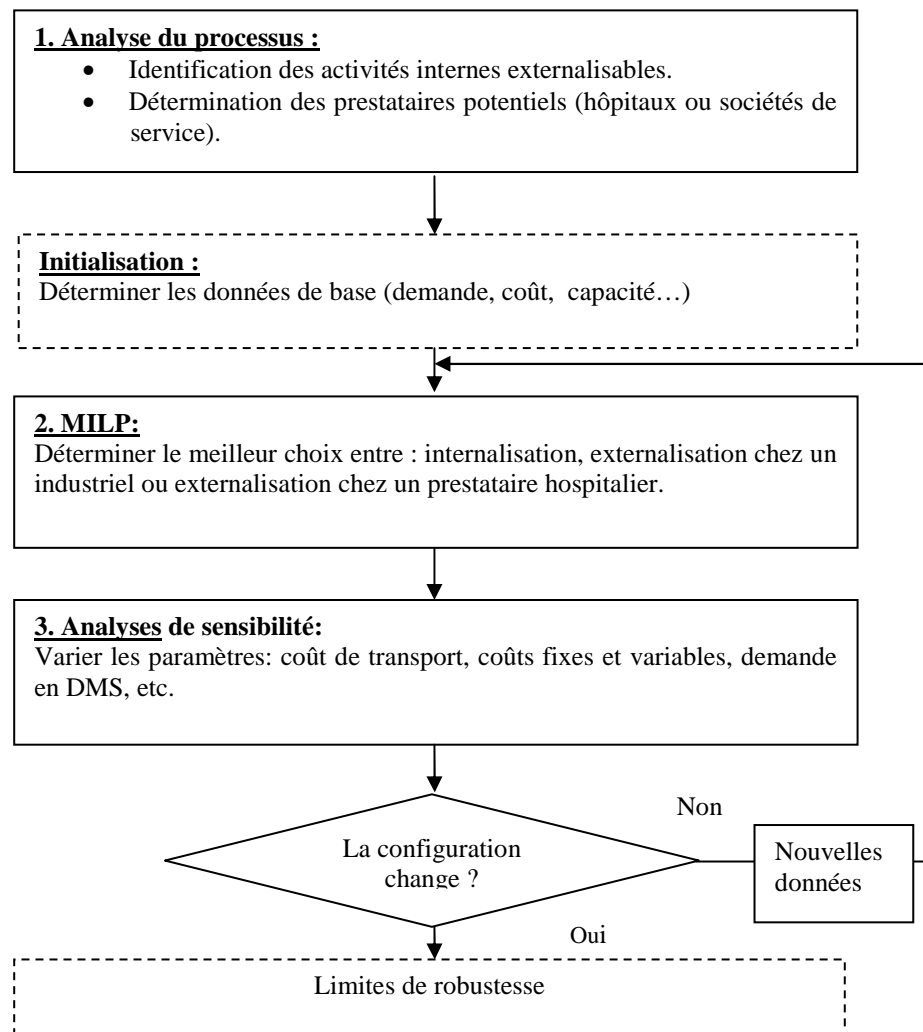 1. Analyse du processus :
• Identification des activités internes externalisables.
• Détermination des prestataires potentiels (hôpitaux ou sociétés de
service).
Initialisation :
Déterminer les données de base (demande, coût, capacité…)
2. MILP:
Déterminer le meilleur choix entre : internalisation, externalisation chez un
industriel ou externalisation chez un prestataire hospitalier.
3. Analyses de sensibilité:
Varier les paramètres: coût de transport, coûts fixes et variables, demande
en DMS, etc.
Non
La configuration
change ?
Nouvelles
données
Oui
Limites de robustesse